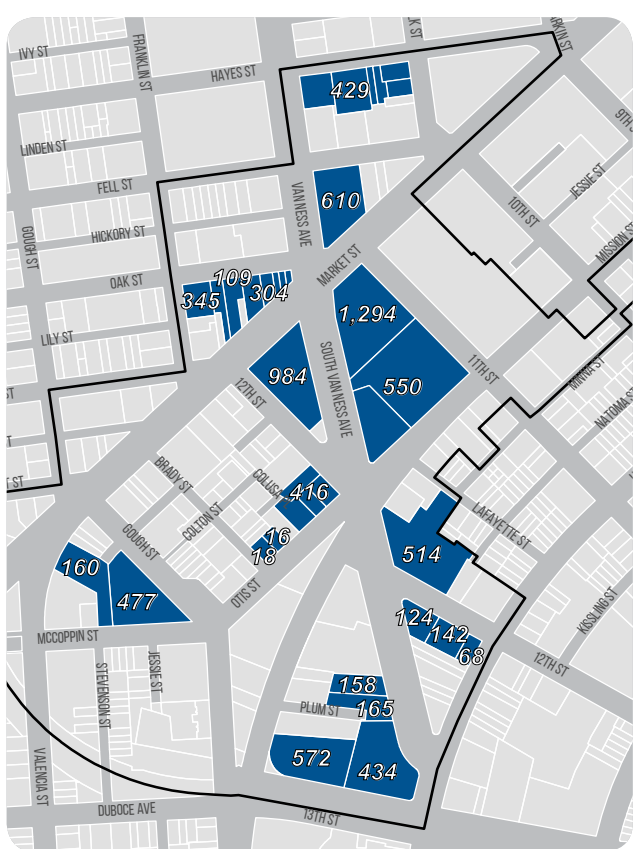 IVY ST
FRANKLIN ST
HAYES ST
LARKIN ST
429
9TH
LINDEN ST
FELL ST
VAN NESS AVE
610
10TH ST
JESSIE ST
GOUGH ST
HICKORY ST
MISSION ST
OAK ST
MARKET ST
109
345
304
1,294
LILY ST
ST
984
SOUTH VAN NESS AVE
11TH ST
550
MINNA ST
12TH ST
NATOMA ST
T
T ST
BRADY ST
COLUSA
416
LAFAYETTE ST
COLTON ST
GOUGH ST
16
18
514
160
477
OTIS ST
KISSLING ST
124
142
68
MCCOPPIN ST
12TH ST
STEVENSON ST
JESSIE ST
158
165
PLUM ST
572
434
VALENCIA ST
DUBOCE AVE
13TH ST